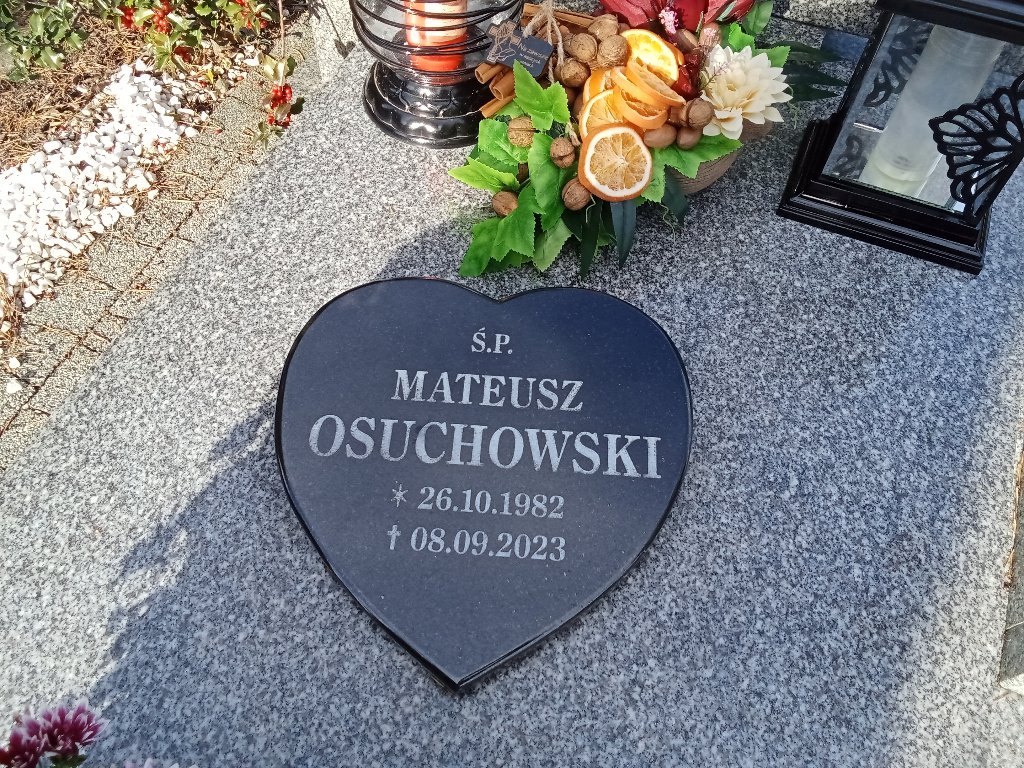 Ś.P.
MATEUSZ
OSUCHOWSKI
* 26.10.1982
† 08.09.2023